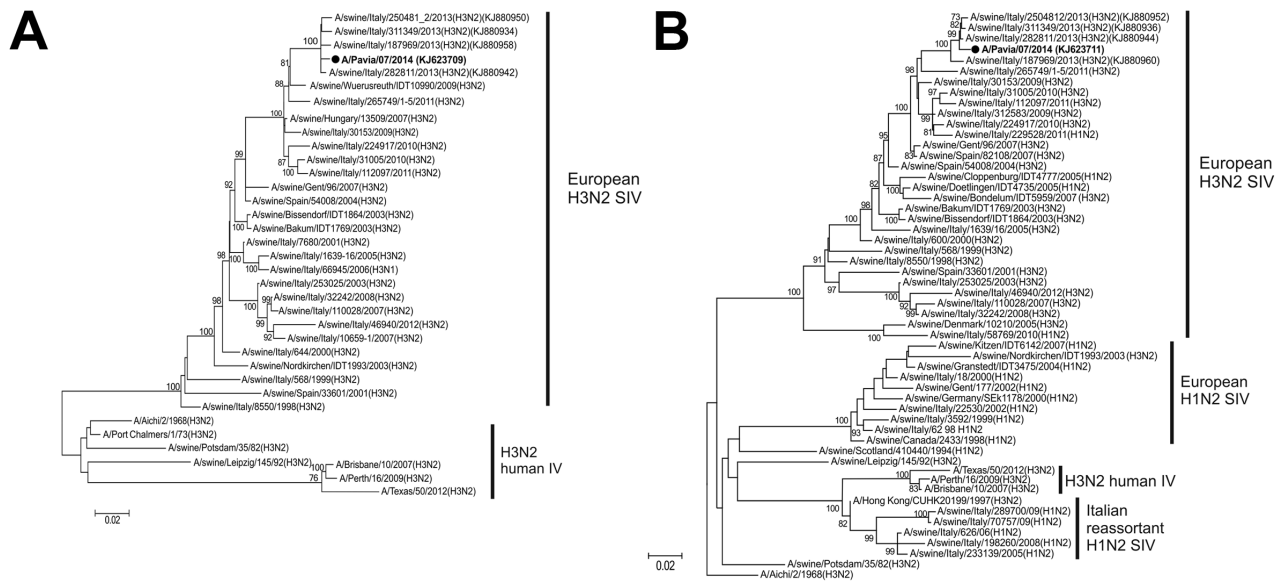 A
A/swine/Italy/250481_2/2013(H3N2)(KJ880950)
A/swine/Italy/311349/2013(H3N2)(KJ880934)
100
A/swine/Italy/187969/2013(H3N2)(KJ880958)
A/Pavia/07/2014 (KJ623709)
81
A/swine/Italy/282811/2013(H3N2)(KJ880942)
88
A/swine/Wuerusreuth/IDT10990/2009(H3N2)
A/swine/Italy/265749/1-5/2011(H3N2)
100
A/swine/Hungary/13509/2007(H3N2)
A/swine/Italy/30153/2009(H3N2)
A/swine/Italy/224917/2010(H3N2)
87
A/swine/Italy/31005/2010(H3N2)
100
A/swine/Italy/112097/2011(H3N2)
99
A/swine/Gent/96/2007(H3N2)
92
A/swine/Spain/54008/2004(H3N2)
A/swine/Bissendorf/IDT1864/2003(H3N2)
100
A/swine/Bakum/IDT1769/2003(H3N2)
A/swine/Italy/7680/2001(H3N2)
98
100
A/swine/Italy/1639-16/2005(H3N2)
100
A/swine/Italy/66945/2006(H3N1)
A/swine/Italy/253025/2003(H3N2)
99
A/swine/Italy/32242/2008(H3N2)
100
A/swine/Italy/110028/2007(H3N2)
98
99
A/swine/Italy/46940/2012(H3N2)
92
A/swine/Italy/10659-1/2007(H3N2)
100
A/swine/Italy/644/2000(H3N2)
A/swine/Nordkirchen/IDT1993/2003(H3N2)
A/swine/Italy/568/1999(H3N2)
100
A/swine/Spain/33601/2001(H3N2)
A/swine/Italy/8550/1998(H3N2)
A/Aichi/2/1968(H3N2)
A/Port Chalmers/1/73(H3N2)
A/swine/Potsdam/35/82(H3N2)
A/swine/Leipzig/145/92(H3N2)
100
A/Brisbane/10/2007(H3N2)
76
A/Perth/16/2009(H3N2)
A/Texas/50/2012(H3N2)
0.02
European
H3N2 SIV
H3N2
human IV
B
73
A/swine/Italy/2504812/2013(H3N2)(KJ880952)
82
A/swine/Italy/311349/2013(H3N2)(KJ880936)
99
A/swine/Italy/282811/2013(H3N2)(KJ880944)
100
A/Pavia/07/2014 (KJ623711)
A/swine/Italy/187969/2013(H3N2)(KJ880960)
98
A/swine/Italy/265749/1-5/2011(H3N2)
A/swine/Italy/30153/2009(H3N2)
97
A/swine/Italy/31005/2010(H3N2)
A/swine/Italy/112097/2011(H3N2)
100
A/swine/Italy/312583/2009(H3N2)
99
A/swine/Italy/224917/2010(H3N2)
81
A/swine/Italy/229528/2011(H1N2)
95
A/swine/Gent/96/2007(H3N2)
83
A/swine/Spain/82108/2007(H3N2)
87
A/swine/Spain/54008/2004(H3N2)
A/swine/Cloppenburg/IDT4777/2005(H1N2)
82
A/swine/Doetlingen/IDT4735/2005(H1N2)
100
A/swine/Bondelum/IDT5959/2007(H3N2)
98
A/swine/Bakum/IDT1769/2003(H3N2)
100
A/swine/Bissendorf/IDT1864/2003(H3N2)
100
A/swine/Italy/1639/16/2005(H3N2)
A/swine/Italy/600/2000(H3N2)
A/swine/Italy/568/1999(H3N2)
91
A/swine/Italy/8550/1998(H3N2)
A/swine/Spain/33601/2001(H3N2)
97
A/swine/Italy/253025/2003(H3N2)
100
A/swine/Italy/46940/2012(H3N2)
100
92
A/swine/Italy/110028/2007(H3N2)
99
A/swine/Italy/32242/2008(H3N2)
A/swine/Denmark/10210/2005(H3N2)
100
A/swine/Italy/58769/2010(H1N2)
A/swine/Kitzen/IDT6142/2007(H1N2)
A/swine/Nordkirchen/IDT1993/2003(H3N2)
A/swine/Granstedt/IDT3475/2004(H1N2)
A/swine/Italy/18/2000(H1N2)
A/swine/Gent/177/2002(H1N2)
A/swine/Germany/SEk1178/2000(H1N2)
A/swine/Italy/22530/2002(H1N2)
100
A/swine/Italy/3592/1999(H1N2)
A/swine/Italy/62 98 H1N2
93
A/swine/Canada/2433/1998(H1N2)
A/swine/Scotland/410440/1994(H1N2)
A/swine/Leipzig/145/92(H3N2)
A/Texas/50/2012(H3N2)
100
A/Perth/16/2009(H3N2)
83
A/Brisbane/10/2007(H3N2)
100
A/Hong Kong/CUHK20199/1997(H3N2)
100
A/swine/Italy/289700/09(H1N2)
82
A/swine/Italy/70757/09(H1N2)
A/swine/Italy/626/06(H1N2)
99
A/swine/Italy/198260/2008(H1N2)
99
A/swine/Italy/233139/2005(H1N2)
A/swine/Potsdam/35/82(H3N2)
A/Aichi/2/1968(H3N2)
0.02
European
H3N2 SIV
European
H1N2 SIV
H3N2 human IV
Italian
reassortant
H1N2 SIV